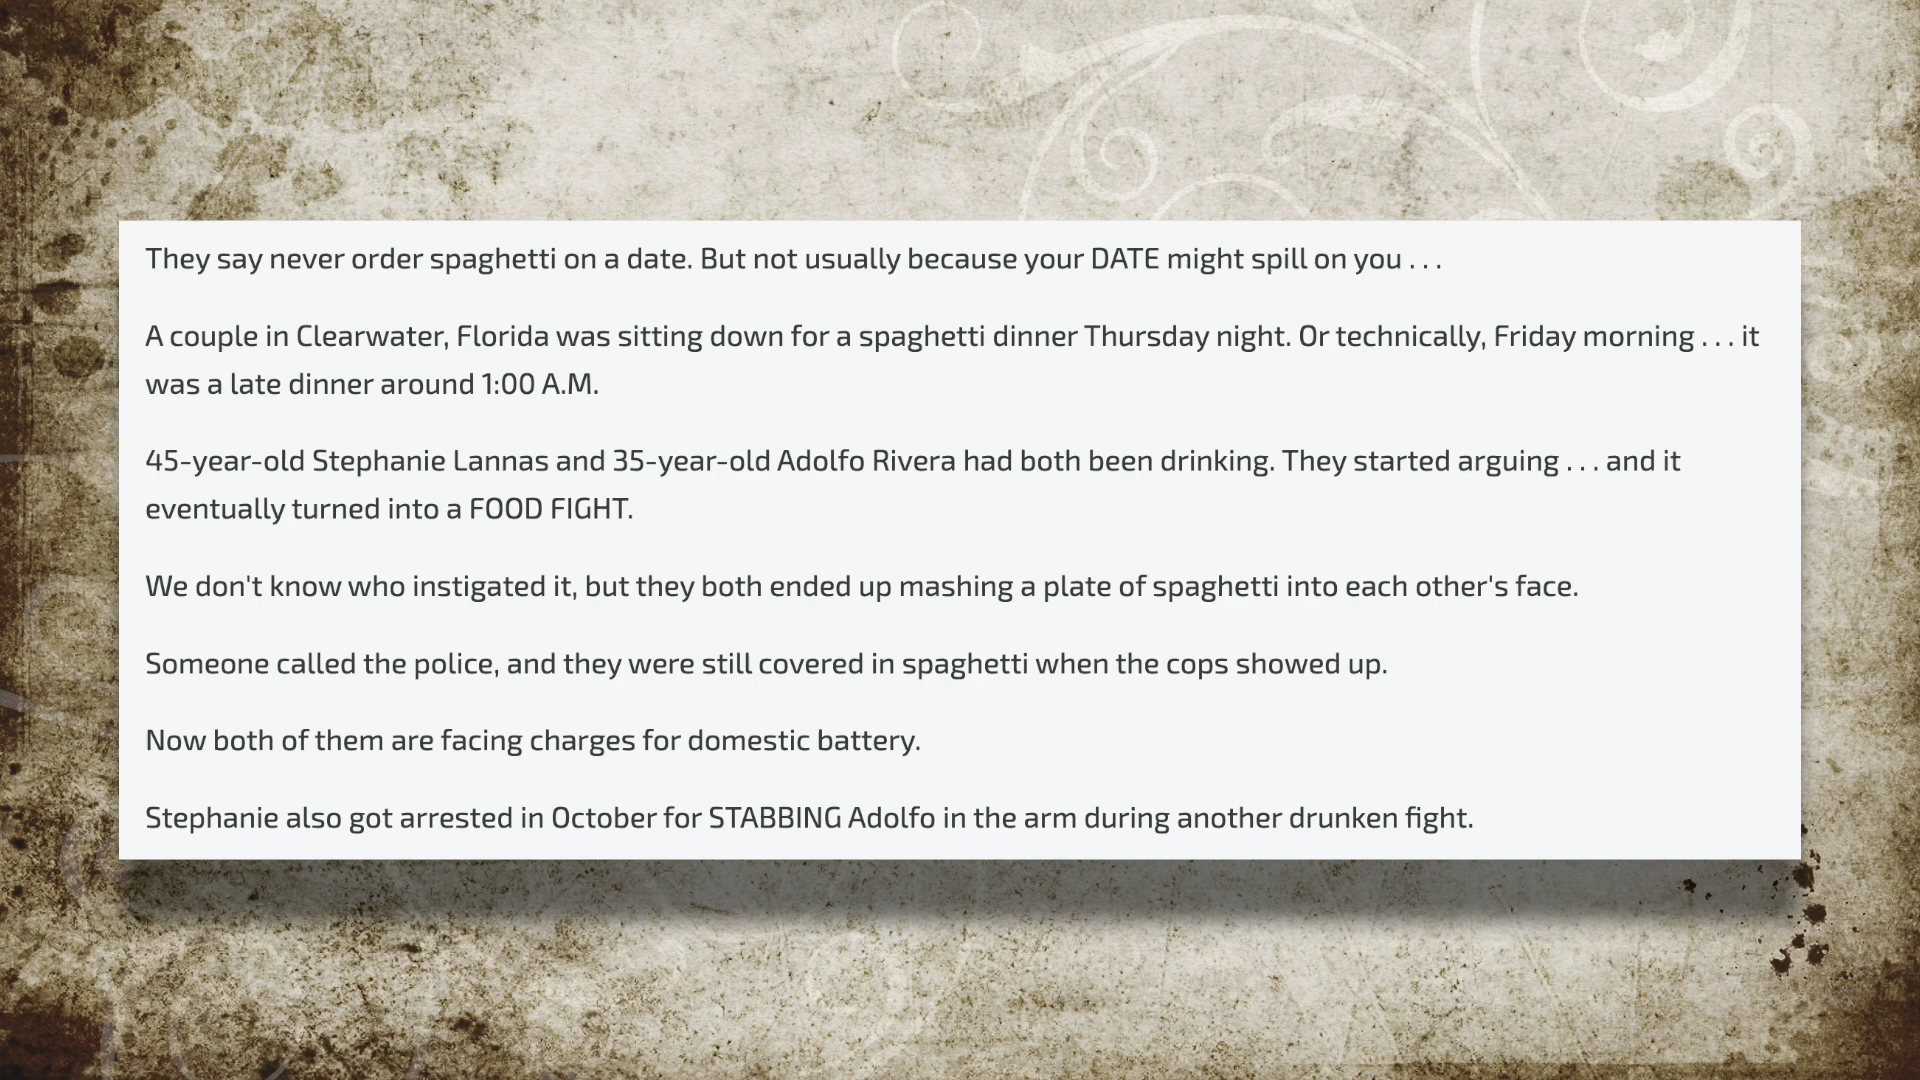 They say never order spaghetti on a date. But not usually because your DATE might spill on you . . .
A couple in Clearwater, Florida was sitting down for a spaghetti dinner Thursday night. Or technically, Friday morning . . . it
was a late dinner around 1:00 A.M.
45-year-old Stephanie Lannas and 35-year-old Adolfo Rivera had both been drinking. They started arguing . . . and it
eventually turned into a FOOD FIGHT.
We don't know who instigated it, but they both ended up mashing a plate of spaghetti into each other's face.
Someone called the police, and they were still covered in spaghetti when the cops showed up.
Now both of them are facing charges for domestic battery.
Stephanie also got arrested in October for STABBING Adolfo in the arm during another drunken fight.